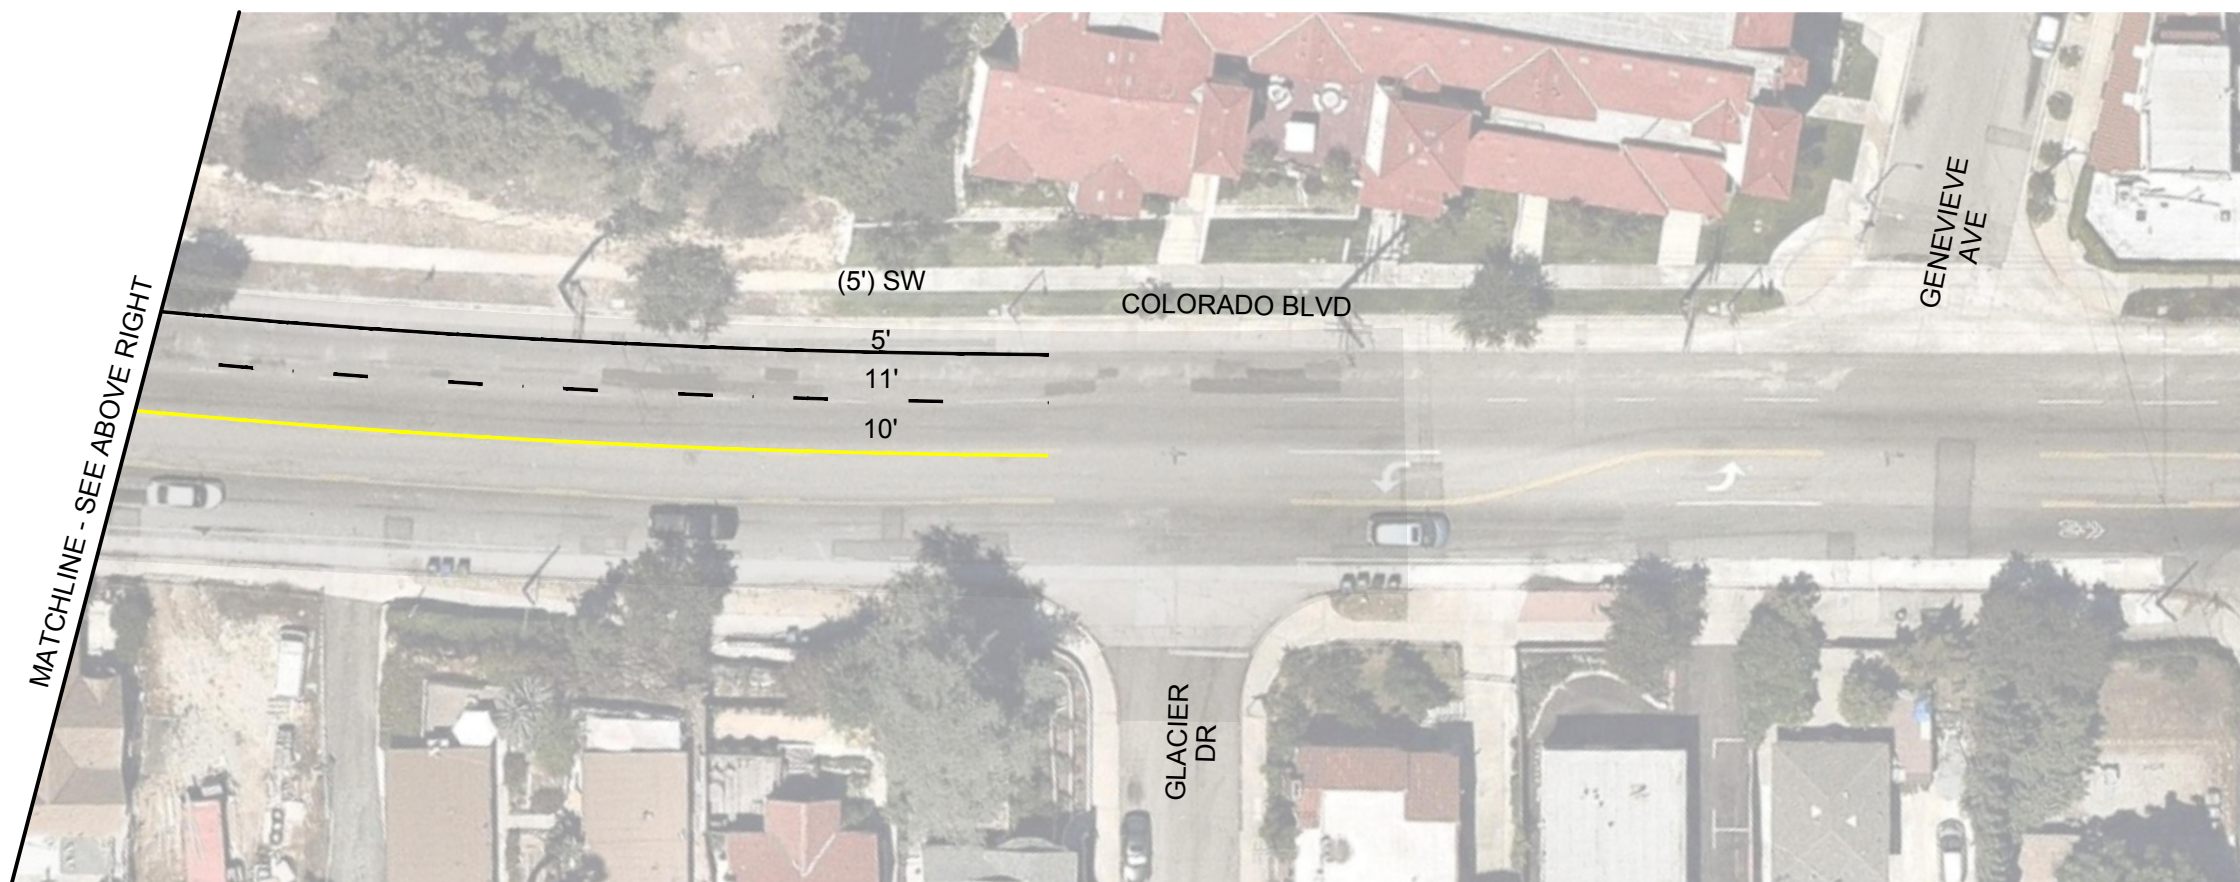 (5') SW
COLORADO BLVD
5'
11'
10'
MATCHLINE - SEE ABOVE RIGHT
GENEVIEVE
AVE
GLACIER
DR